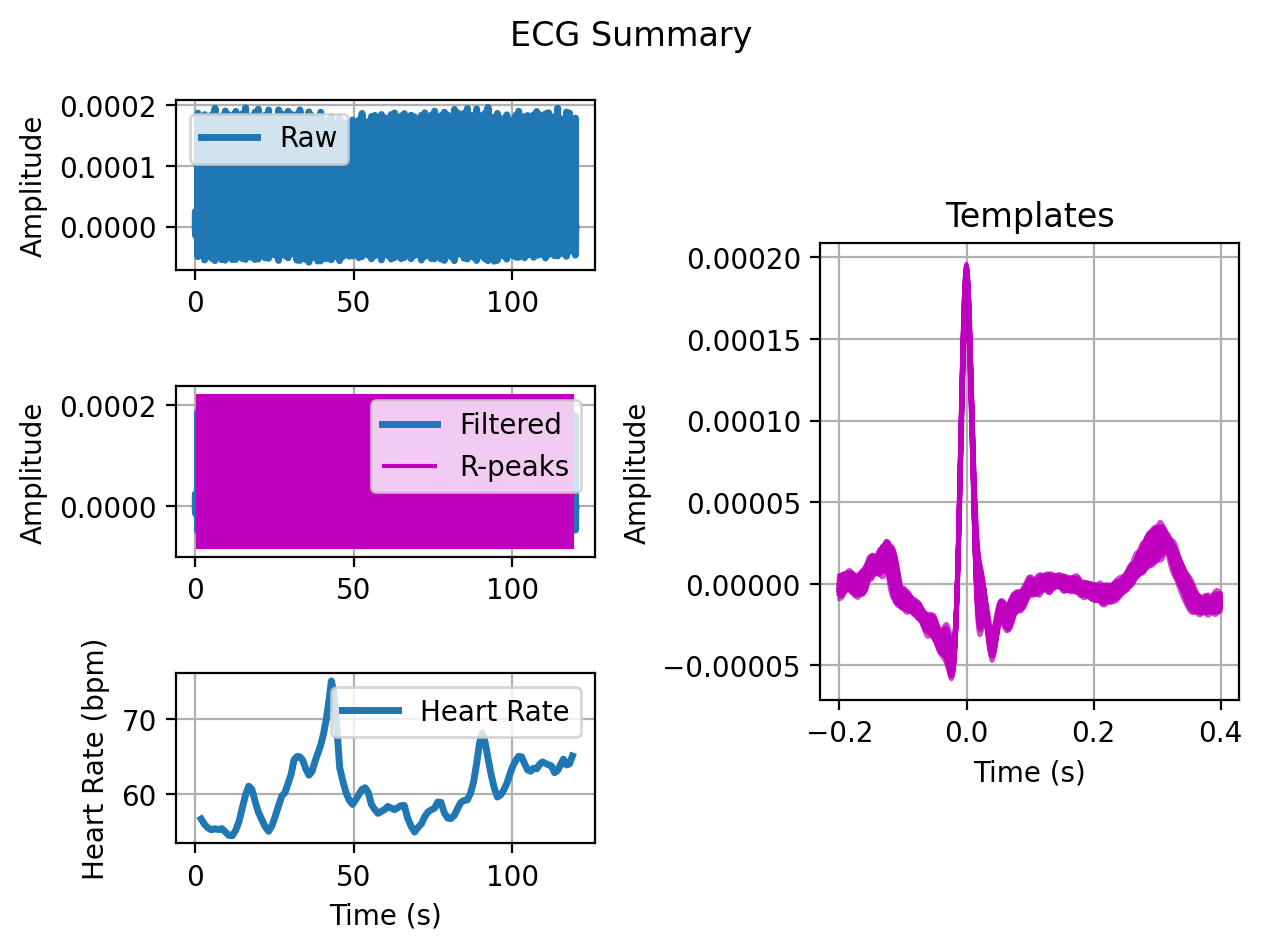 ECG Summary
Amplitude
0.0002
0.0001
0.0000
Raw
0 50 100
Amplitude
0.0002
0.0000
Filtered
R-peaks
0 50 100
Heart Rate (bpm)
70
60
Heart Rate
0 50 100
Time (s)
Templates
Amplitude
0.00020
0.00015
0.00010
0.00005
0.00000
−0.00005
−0.2 0.0 0.2 0.4
Time (s)